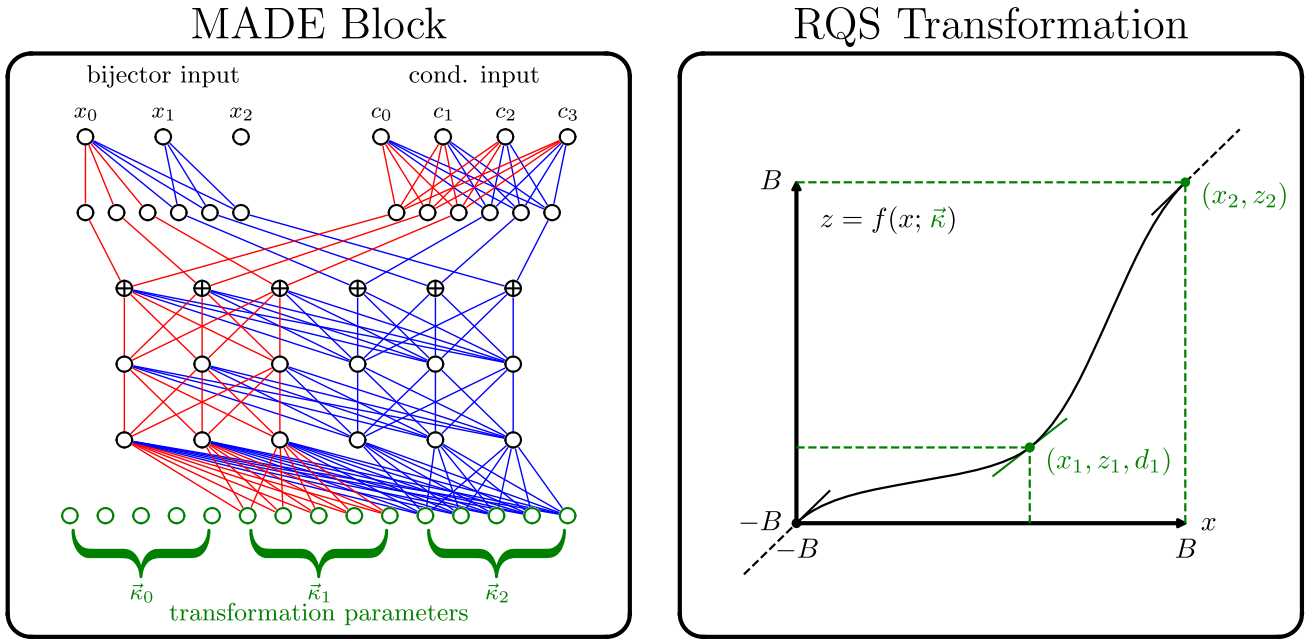 MADE Block
bijector input
cond. input
x₀ x₁ x₂
c₀ c₁ c₂ c₃
κ⃗₀ κ⃗₁ κ⃗₂
transformation parameters
RQS Transformation
B
(x₂, z₂)
z = f(x; κ⃗)
(x₁, z₁, d₁)
−B
x
−B
B